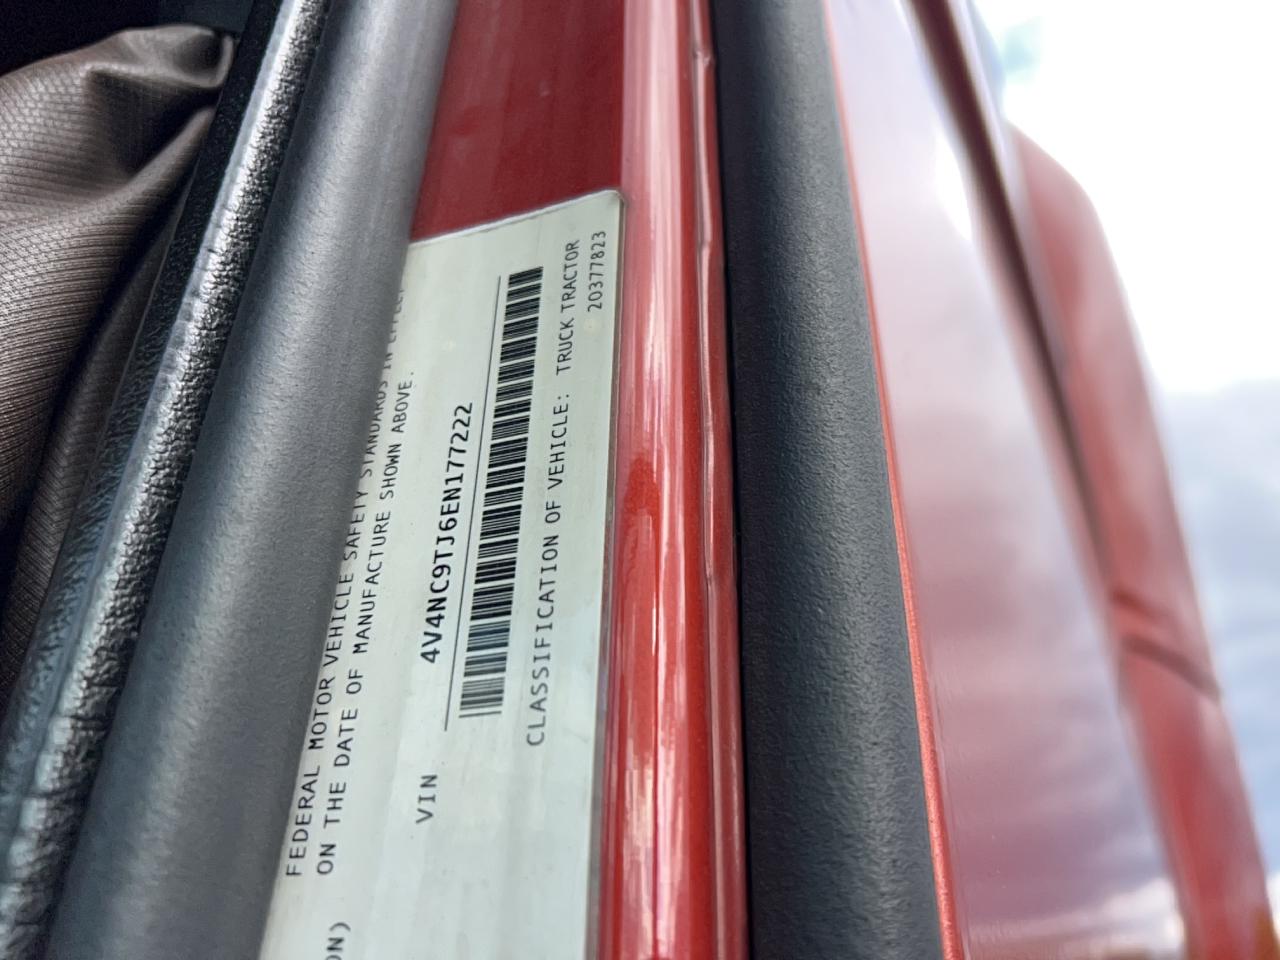 FEDERAL MOTOR VEHICLE SAFETY STANDARDS IN EFFECT
ON THE DATE OF MANUFACTURE SHOWN ABOVE.
VIN 4V4NC9TJ6EN177222
CLASSIFICATION OF VEHICLE: TRUCK TRACTOR
20377823